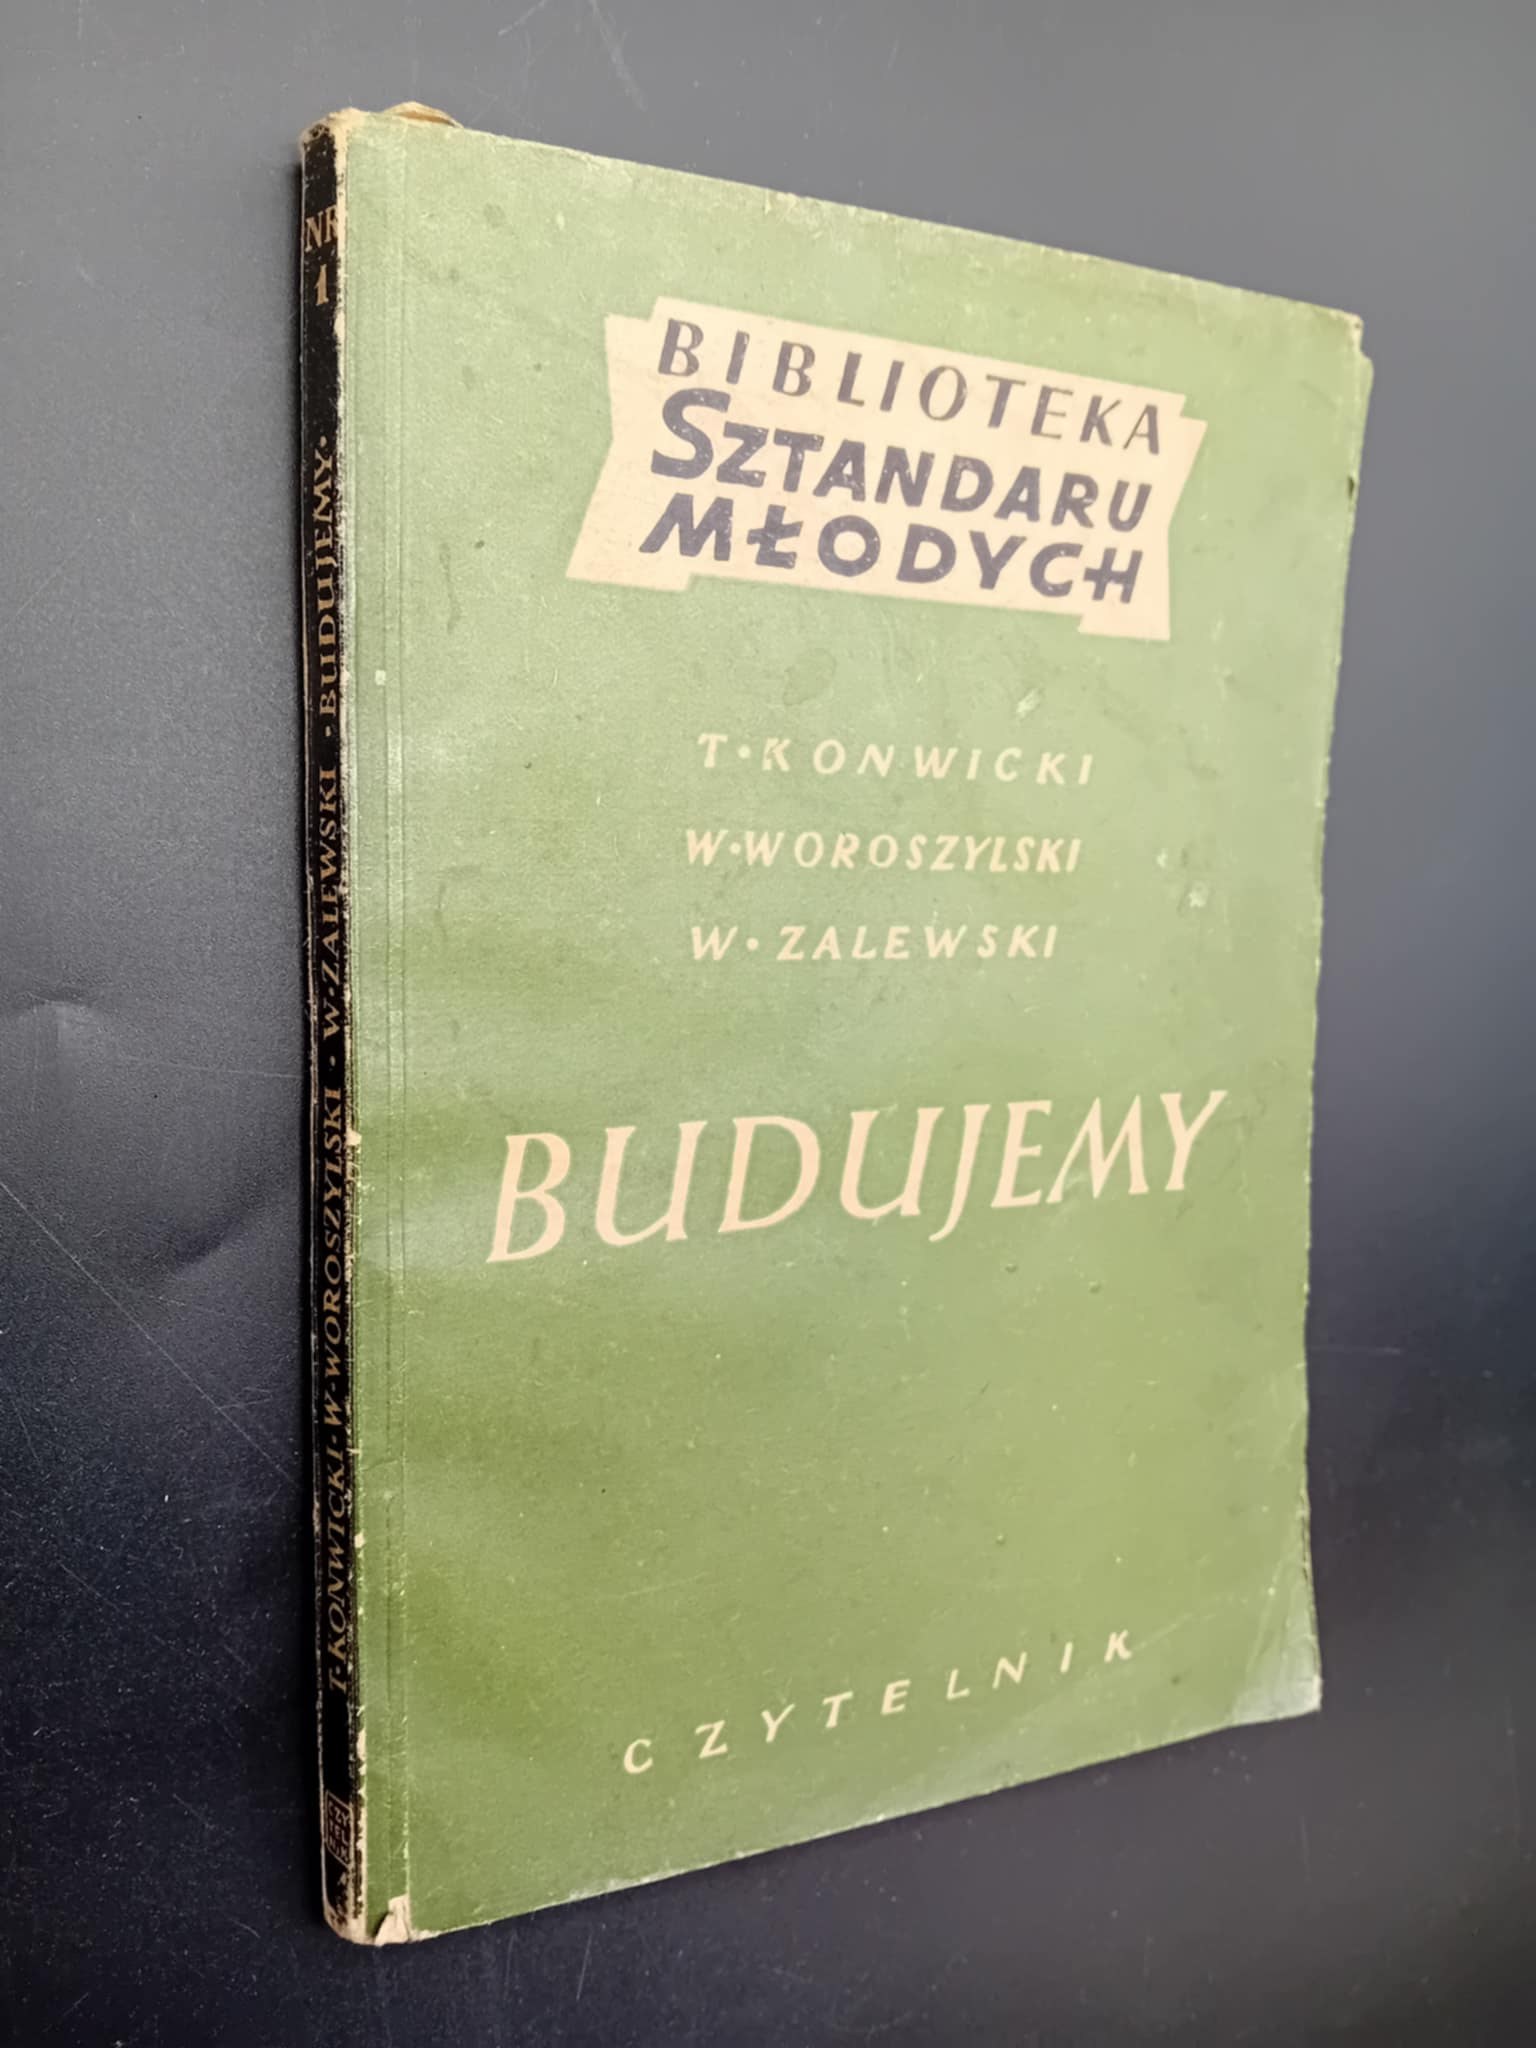 BIBLIOTEKA
SZTANDARU
MŁODYCH
T·KONWICKI
W·WOROSZYLSKI
W·ZALEWSKI
BUDUJEMY
CZYTELNIK
NR
1
T·KONWICKI·W·WOROSZYLSKI·W·ZALEWSKI·BUDUJEMY·